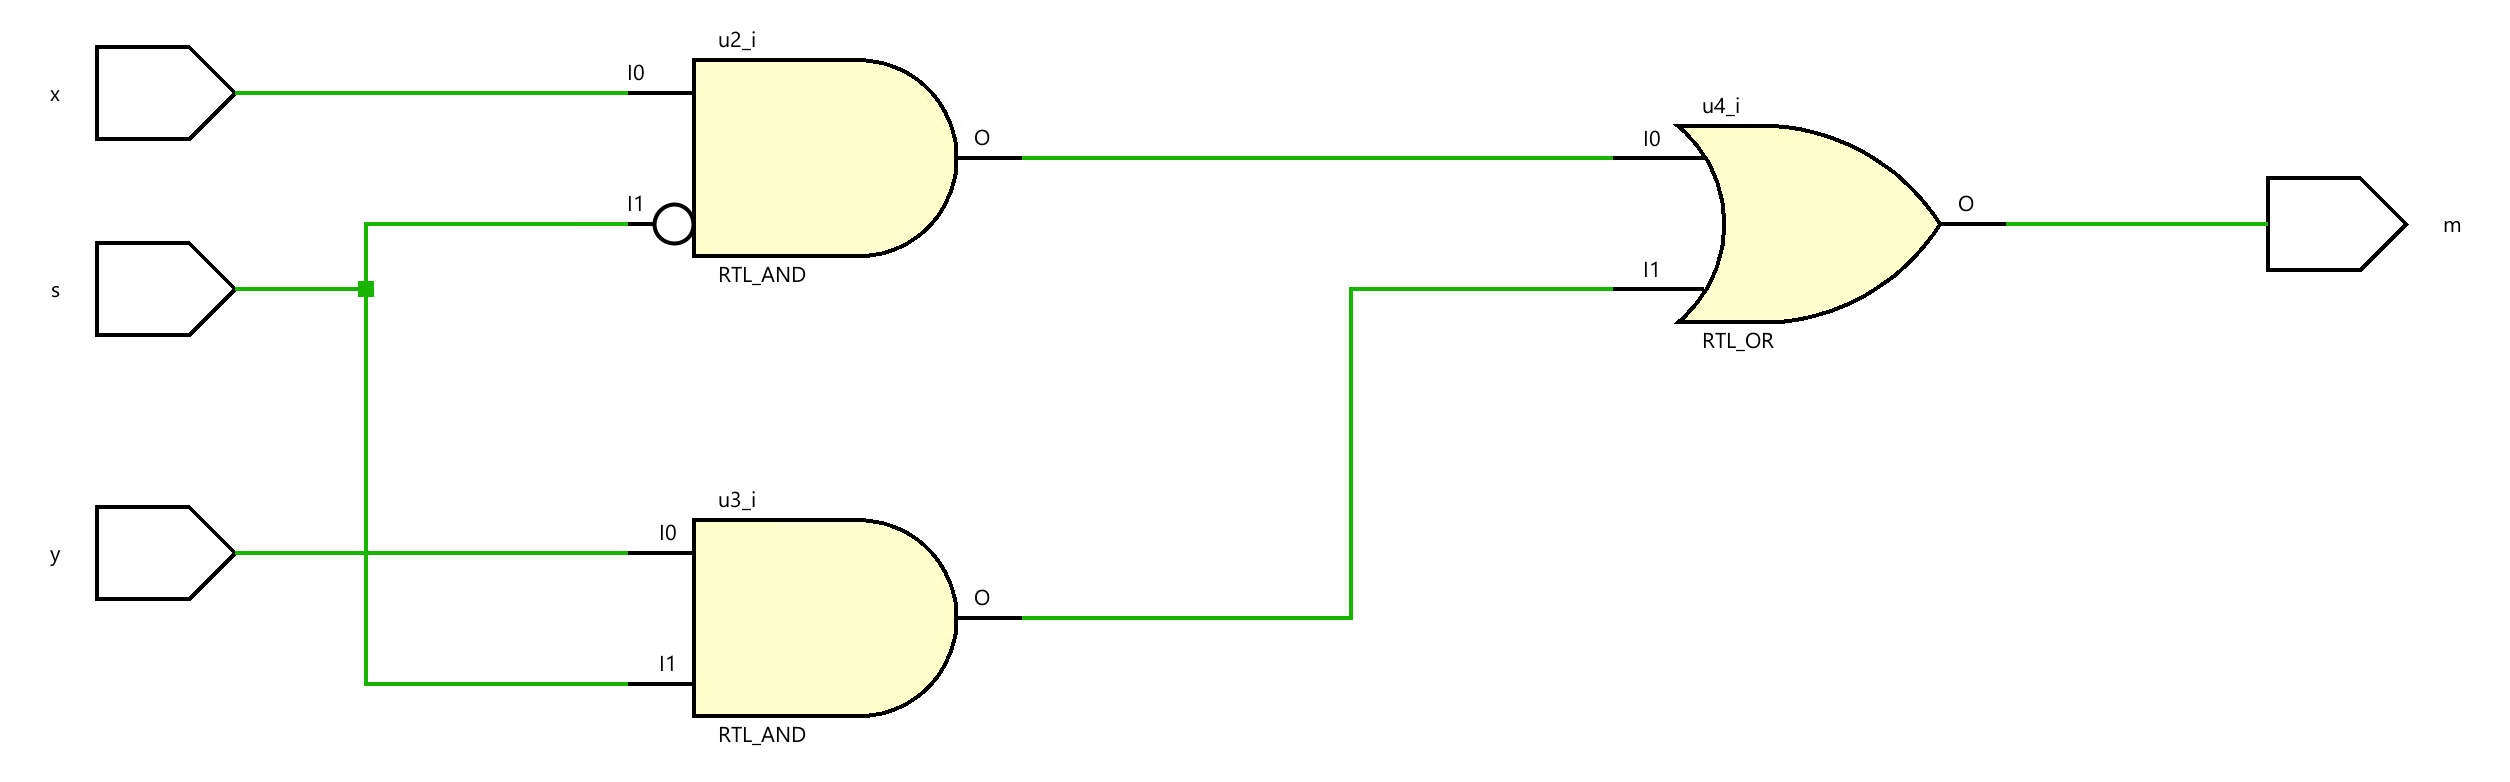 u2_i
x
I0
O
I1
RTL_AND
s
u4_i
I0
O
I1
RTL_OR
m
u3_i
y
I0
O
I1
RTL_AND